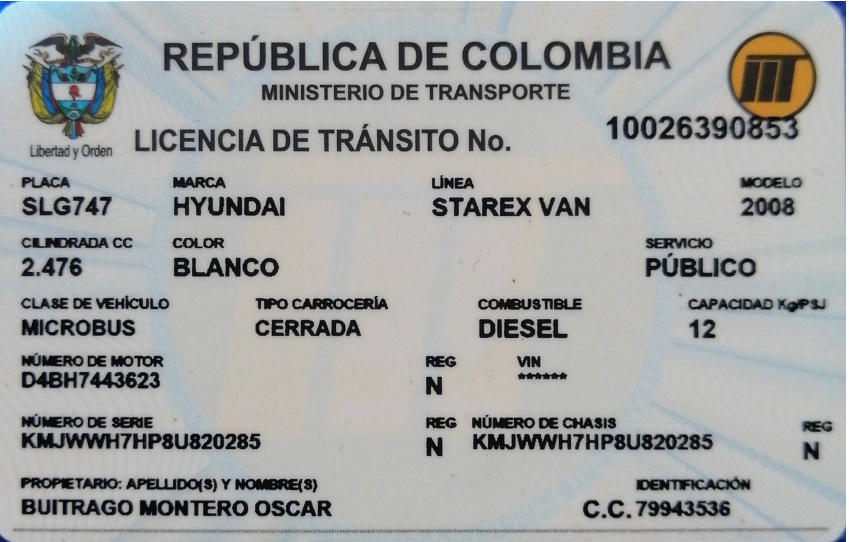 REPÚBLICA DE COLOMBIA
MINISTERIO DE TRANSPORTE
Libertad y Orden
LICENCIA DE TRÁNSITO No. 10026390853
PLACA MARCA LÍNEA MODELO
SLG747 HYUNDAI STAREX VAN 2008
CILINDRADA CC COLOR SERVICIO
2.476 BLANCO PÚBLICO
CLASE DE VEHÍCULO TIPO CARROCERÍA COMBUSTIBLE CAPACIDAD Kg/PSJ
MICROBUS CERRADA DIESEL 12
NÚMERO DE MOTOR REG VIN
D4BH7443623 N ******
NÚMERO DE SERIE REG NÚMERO DE CHASIS REG
KMJWWH7HP8U820285 N KMJWWH7HP8U820285 N
PROPIETARIO: APELLIDO(S) Y NOMBRE(S) IDENTIFICACIÓN
BUITRAGO MONTERO OSCAR C.C. 79943536